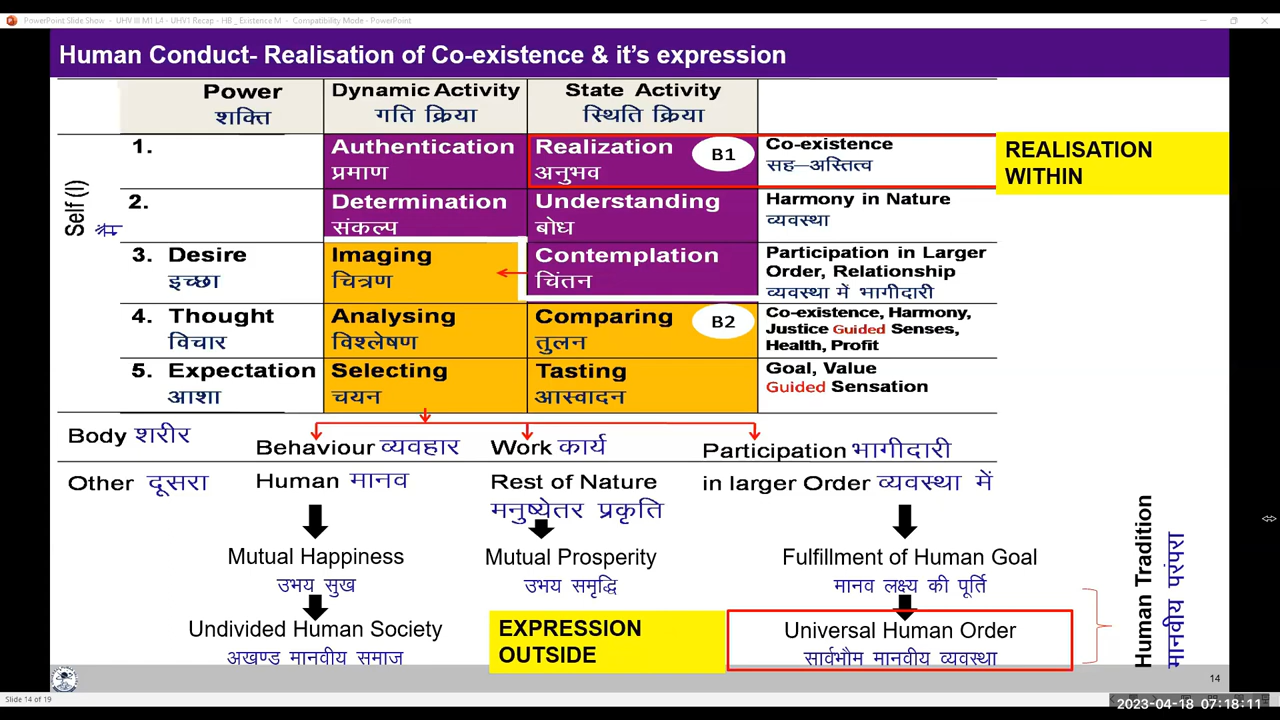 PowerPoint Slide Show - UHV III M1 L4 - UHV1 Recap - HB _ Existence M - Compatibility Mode - PowerPoint
Human Conduct- Realisation of Co-existence & it's expression
Power
शक्ति
Dynamic Activity
गति क्रिया
State Activity
स्थिति क्रिया
Self (I)
में
1.
Authentication
प्रमाण
Realization
अनुभव
B1
Co-existence
सह–अस्तित्व
REALISATION
WITHIN
2.
Determination
संकल्प
Understanding
बोध
Harmony in Nature
व्यवस्था
3. Desire
इच्छा
Imaging
चित्रण
Contemplation
चिंतन
Participation in Larger
Order, Relationship
व्यवस्था में भागीदारी
4. Thought
विचार
Analysing
विश्लेषण
Comparing
तुलन
B2
Co-existence, Harmony,
Justice Guided Senses,
Health, Profit
5. Expectation
आशा
Selecting
चयन
Tasting
आस्वादन
Goal, Value
Guided Sensation
Body शरीर
Behaviour व्यवहार
Work कार्य
Participation भागीदारी
Other दूसरा
Human मानव
Rest of Nature
मनुष्येतर प्रकृति
in larger Order व्यवस्था में
Mutual Happiness
उभय सुख
Mutual Prosperity
उभय समृद्धि
Fulfillment of Human Goal
मानव लक्ष्य की पूर्ति
Undivided Human Society
अखण्ड मानवीय समाज
EXPRESSION
OUTSIDE
Universal Human Order
सार्वभौम मानवीय व्यवस्था
Human Tradition
मानवीय परंपरा
14
Slide 14 of 19
2023-04-18 07:18:11